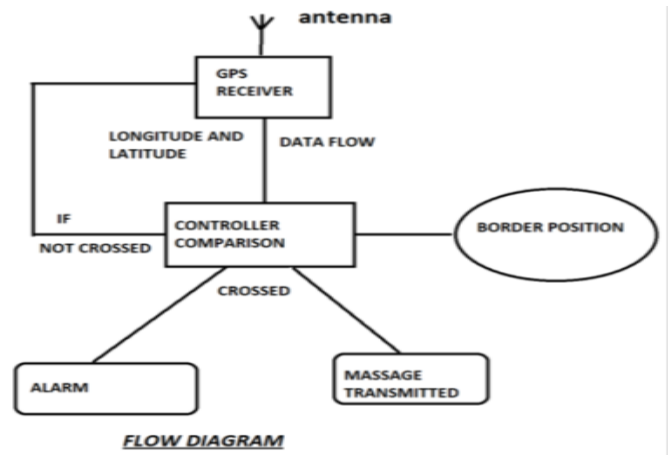 antenna
GPS
RECEIVER
LONGITUDE AND
LATITUDE
DATA FLOW
IF
NOT CROSSED
CONTROLLER
COMPARISON
BORDER POSITION
CROSSED
ALARM
MASSAGE
TRANSMITTED
FLOW DIAGRAM